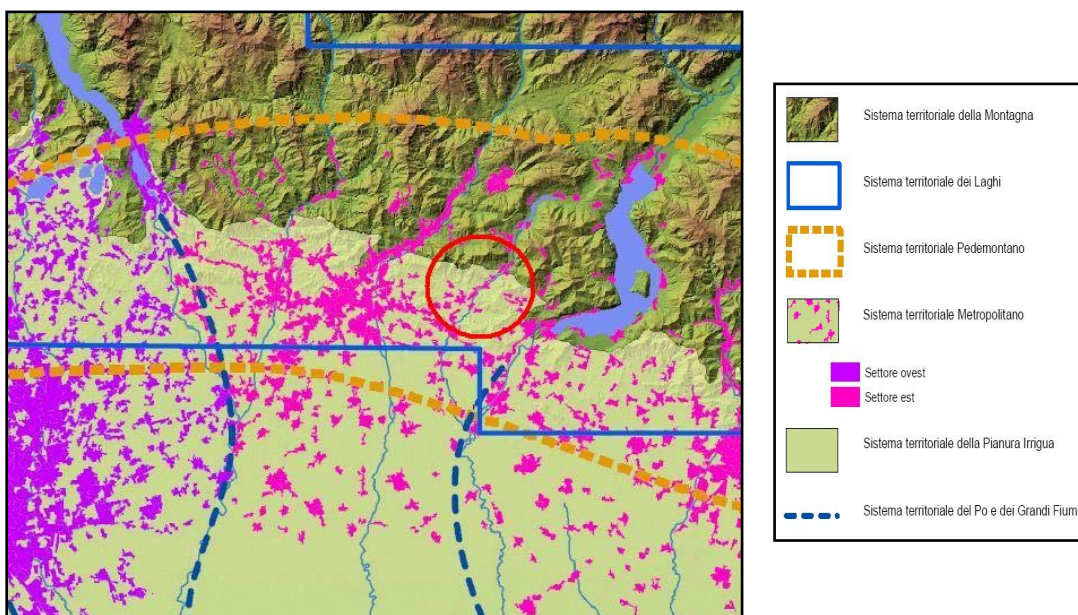 Sistema territoriale della Montagna
Sistema territoriale dei Laghi
Sistema territoriale Pedemontano
Sistema territoriale Metropolitano
Settore ovest
Settore est
Sistema territoriale della Pianura Irrigua
Sistema territoriale del Po e dei Grandi Fium